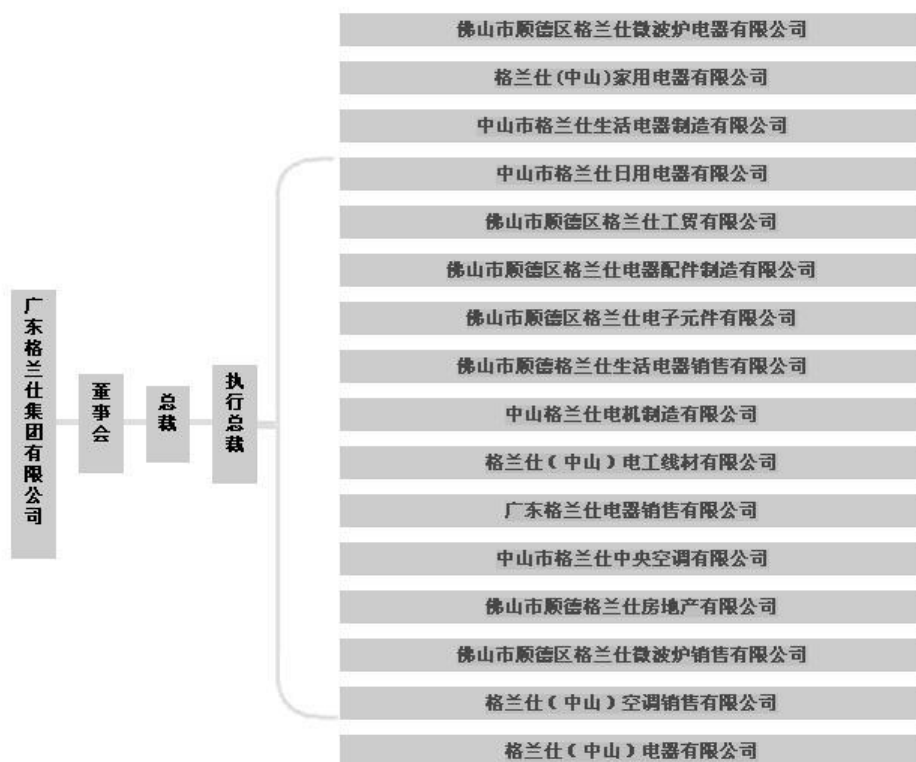 广东格兰仕集团有限公司
董事会
总裁
执行总裁
佛山市顺德区格兰仕微波炉电器有限公司
格兰仕(中山)家用电器有限公司
中山市格兰仕生活电器制造有限公司
中山市格兰仕日用电器有限公司
佛山市顺德区格兰仕工贸有限公司
佛山市顺德区格兰仕电器配件制造有限公司
佛山市顺德区格兰仕电子元件有限公司
佛山市顺德格兰仕生活电器销售有限公司
中山格兰仕电机制造有限公司
格兰仕（中山）电工线材有限公司
广东格兰仕电器销售有限公司
中山市格兰仕中央空调有限公司
佛山市顺德格兰仕房地产有限公司
佛山市顺德区格兰仕微波炉销售有限公司
格兰仕（中山）空调销售有限公司
格兰仕（中山）电器有限公司